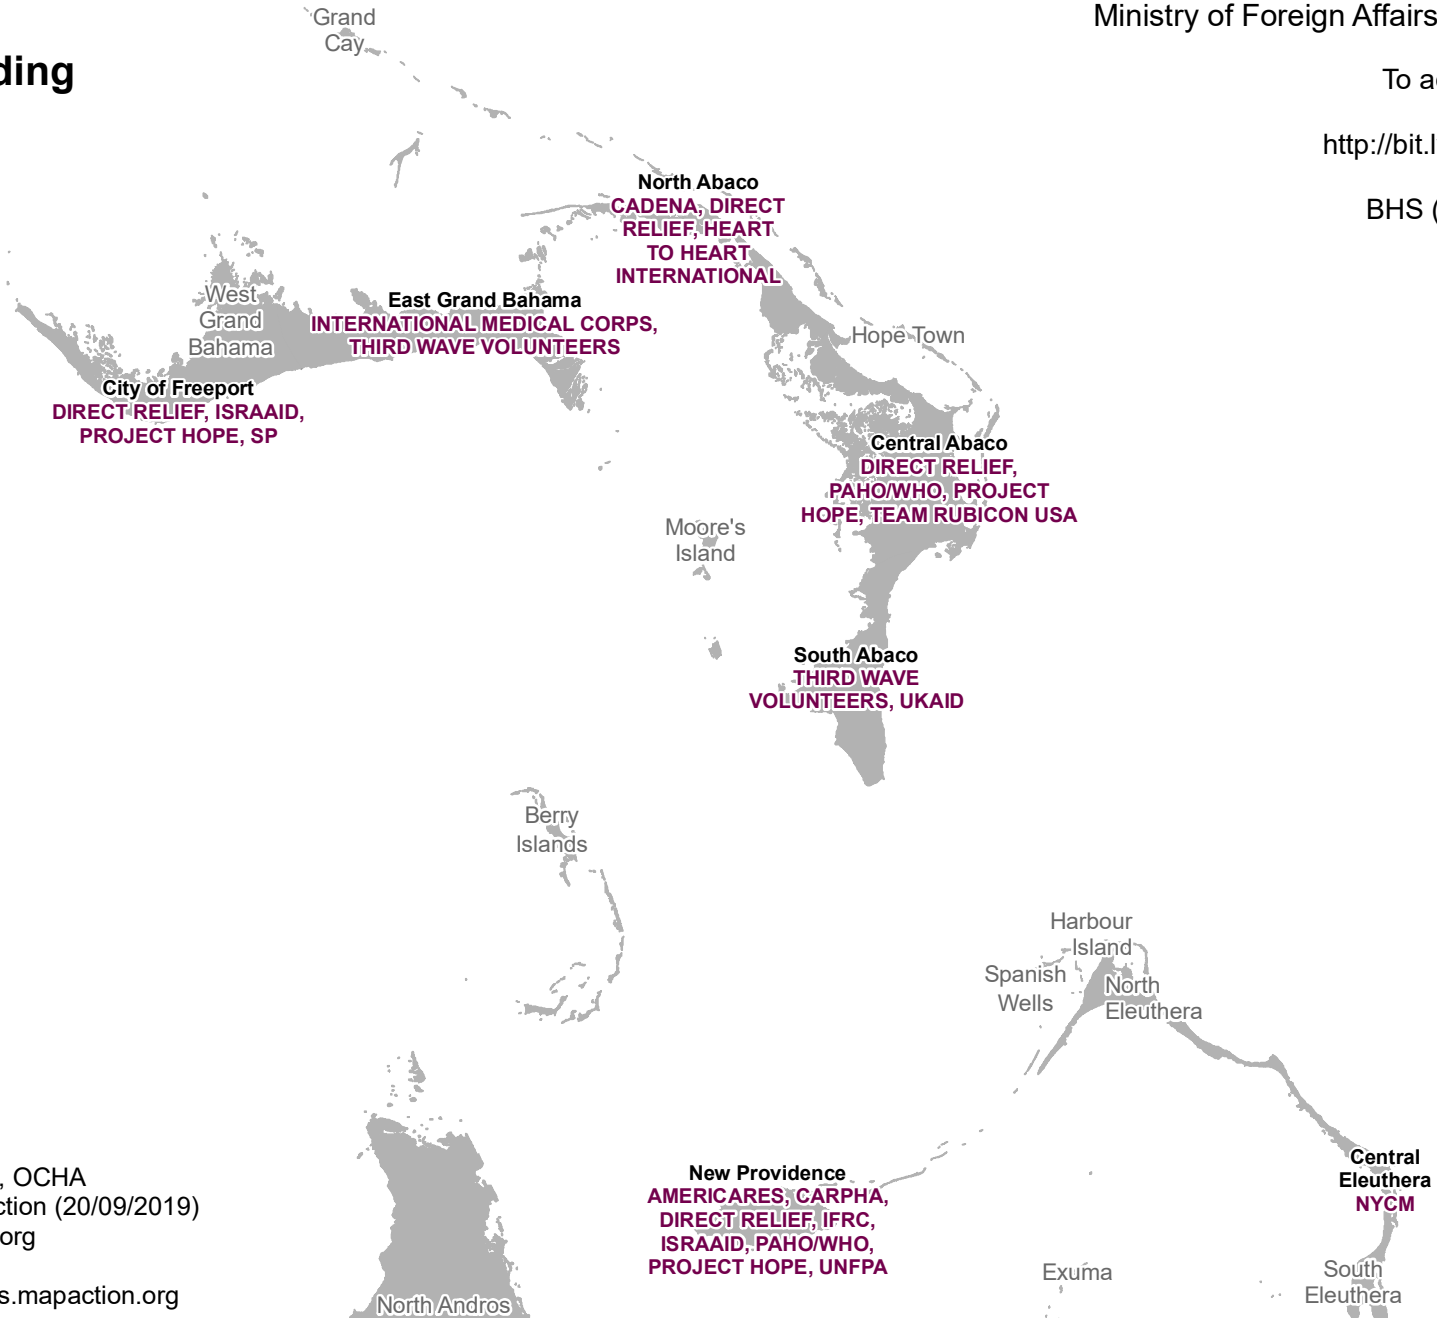 Grand
Cay
Ministry of Foreign Affairs
ding
To a
http://bit.l
BHS (
North Abaco
CADENA, DIRECT
RELIEF, HEART
TO HEART
INTERNATIONAL
West
Grand
Bahama
East Grand Bahama
INTERNATIONAL MEDICAL CORPS,
THIRD WAVE VOLUNTEERS
Hope Town
City of Freeport
DIRECT RELIEF, ISRAAID,
PROJECT HOPE, SP
Central Abaco
DIRECT RELIEF,
PAHO/WHO, PROJECT
HOPE, TEAM RUBICON USA
Moore's
Island
South Abaco
THIRD WAVE
VOLUNTEERS, UKAID
Berry
Islands
Harbour
Island
Spanish
Wells
North
Eleuthera
Central
Eleuthera
NYCM
New Providence
AMERICARES, CARPHA,
DIRECT RELIEF, IFRC,
ISRAAID, PAHO/WHO,
PROJECT HOPE, UNFPA
, OCHA
ction (20/09/2019)
org
s.mapaction.org
North Andros
Exuma
South
Eleuthera